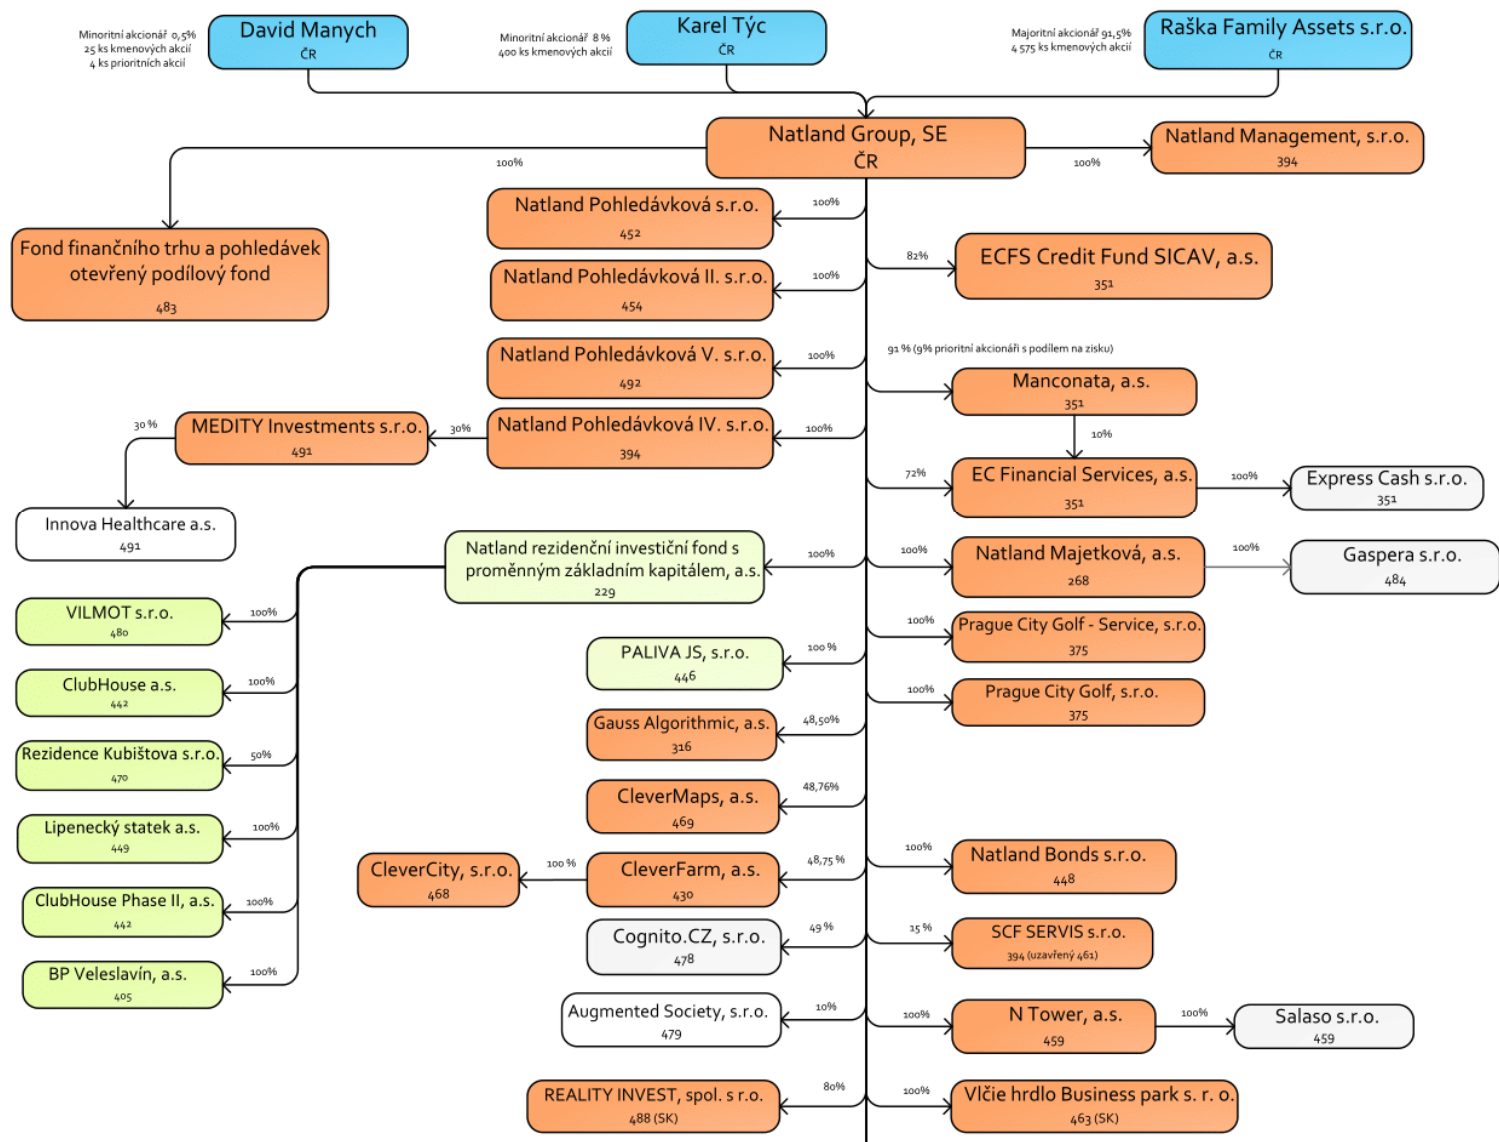 Minoritní akcionář 0,5%
25 ks kmenových akcií
4 ks prioritních akcií
David Manych
ČR
Minoritní akcionář 8 %
400 ks kmenových akcií
Karel Týc
ČR
Majoritní akcionář 91,5%
4 575 ks kmenových akcií
Raška Family Assets s.r.o.
ČR
Natland Group, SE
ČR
100%
100%
Natland Management, s.r.o.
394
Fond finančního trhu a pohledávek
otevřený podílový fond
483
Natland Pohledávková s.r.o.
452
100%
82%
ECFS Credit Fund SICAV, a.s.
351
Natland Pohledávková II. s.r.o.
454
100%
Natland Pohledávková V. s.r.o.
492
100%
91 % (9% prioritní akcionáři s podílem na zisku)
Manconata, a.s.
351
10%
Natland Pohledávková IV. s.r.o.
394
100%
30%
MEDITY Investments s.r.o.
491
30 %
Innova Healthcare a.s.
491
72%
EC Financial Services, a.s.
351
100%
Express Cash s.r.o.
351
Natland rezidenční investiční fond s
proměnným základním kapitálem, a.s.
229
100%
100%
Natland Majetková, a.s.
268
100%
Gaspera s.r.o.
484
VILMOT s.r.o.
480
100%
ClubHouse a.s.
442
100%
Rezidence Kubištova s.r.o.
470
50%
Lipenecký statek a.s.
449
100%
ClubHouse Phase II, a.s.
442
100%
BP Veleslavín, a.s.
405
100%
100%
Prague City Golf - Service, s.r.o.
375
PALIVA JS, s.r.o.
446
100 %
100%
Prague City Golf, s.r.o.
375
Gauss Algorithmic, a.s.
316
48,50%
CleverMaps, a.s.
469
48,76%
CleverCity, s.r.o.
468
100 %
CleverFarm, a.s.
430
48,75 %
100%
Natland Bonds s.r.o.
448
Cognito.CZ, s.r.o.
478
49 %
15 %
SCF SERVIS s.r.o.
394 (uzavřený 461)
Augmented Society, s.r.o.
479
10%
100%
N Tower, a.s.
459
100%
Salaso s.r.o.
459
REALITY INVEST, spol. s r.o.
488 (SK)
80%
100%
Vlčie hrdlo Business park s. r. o.
463 (SK)